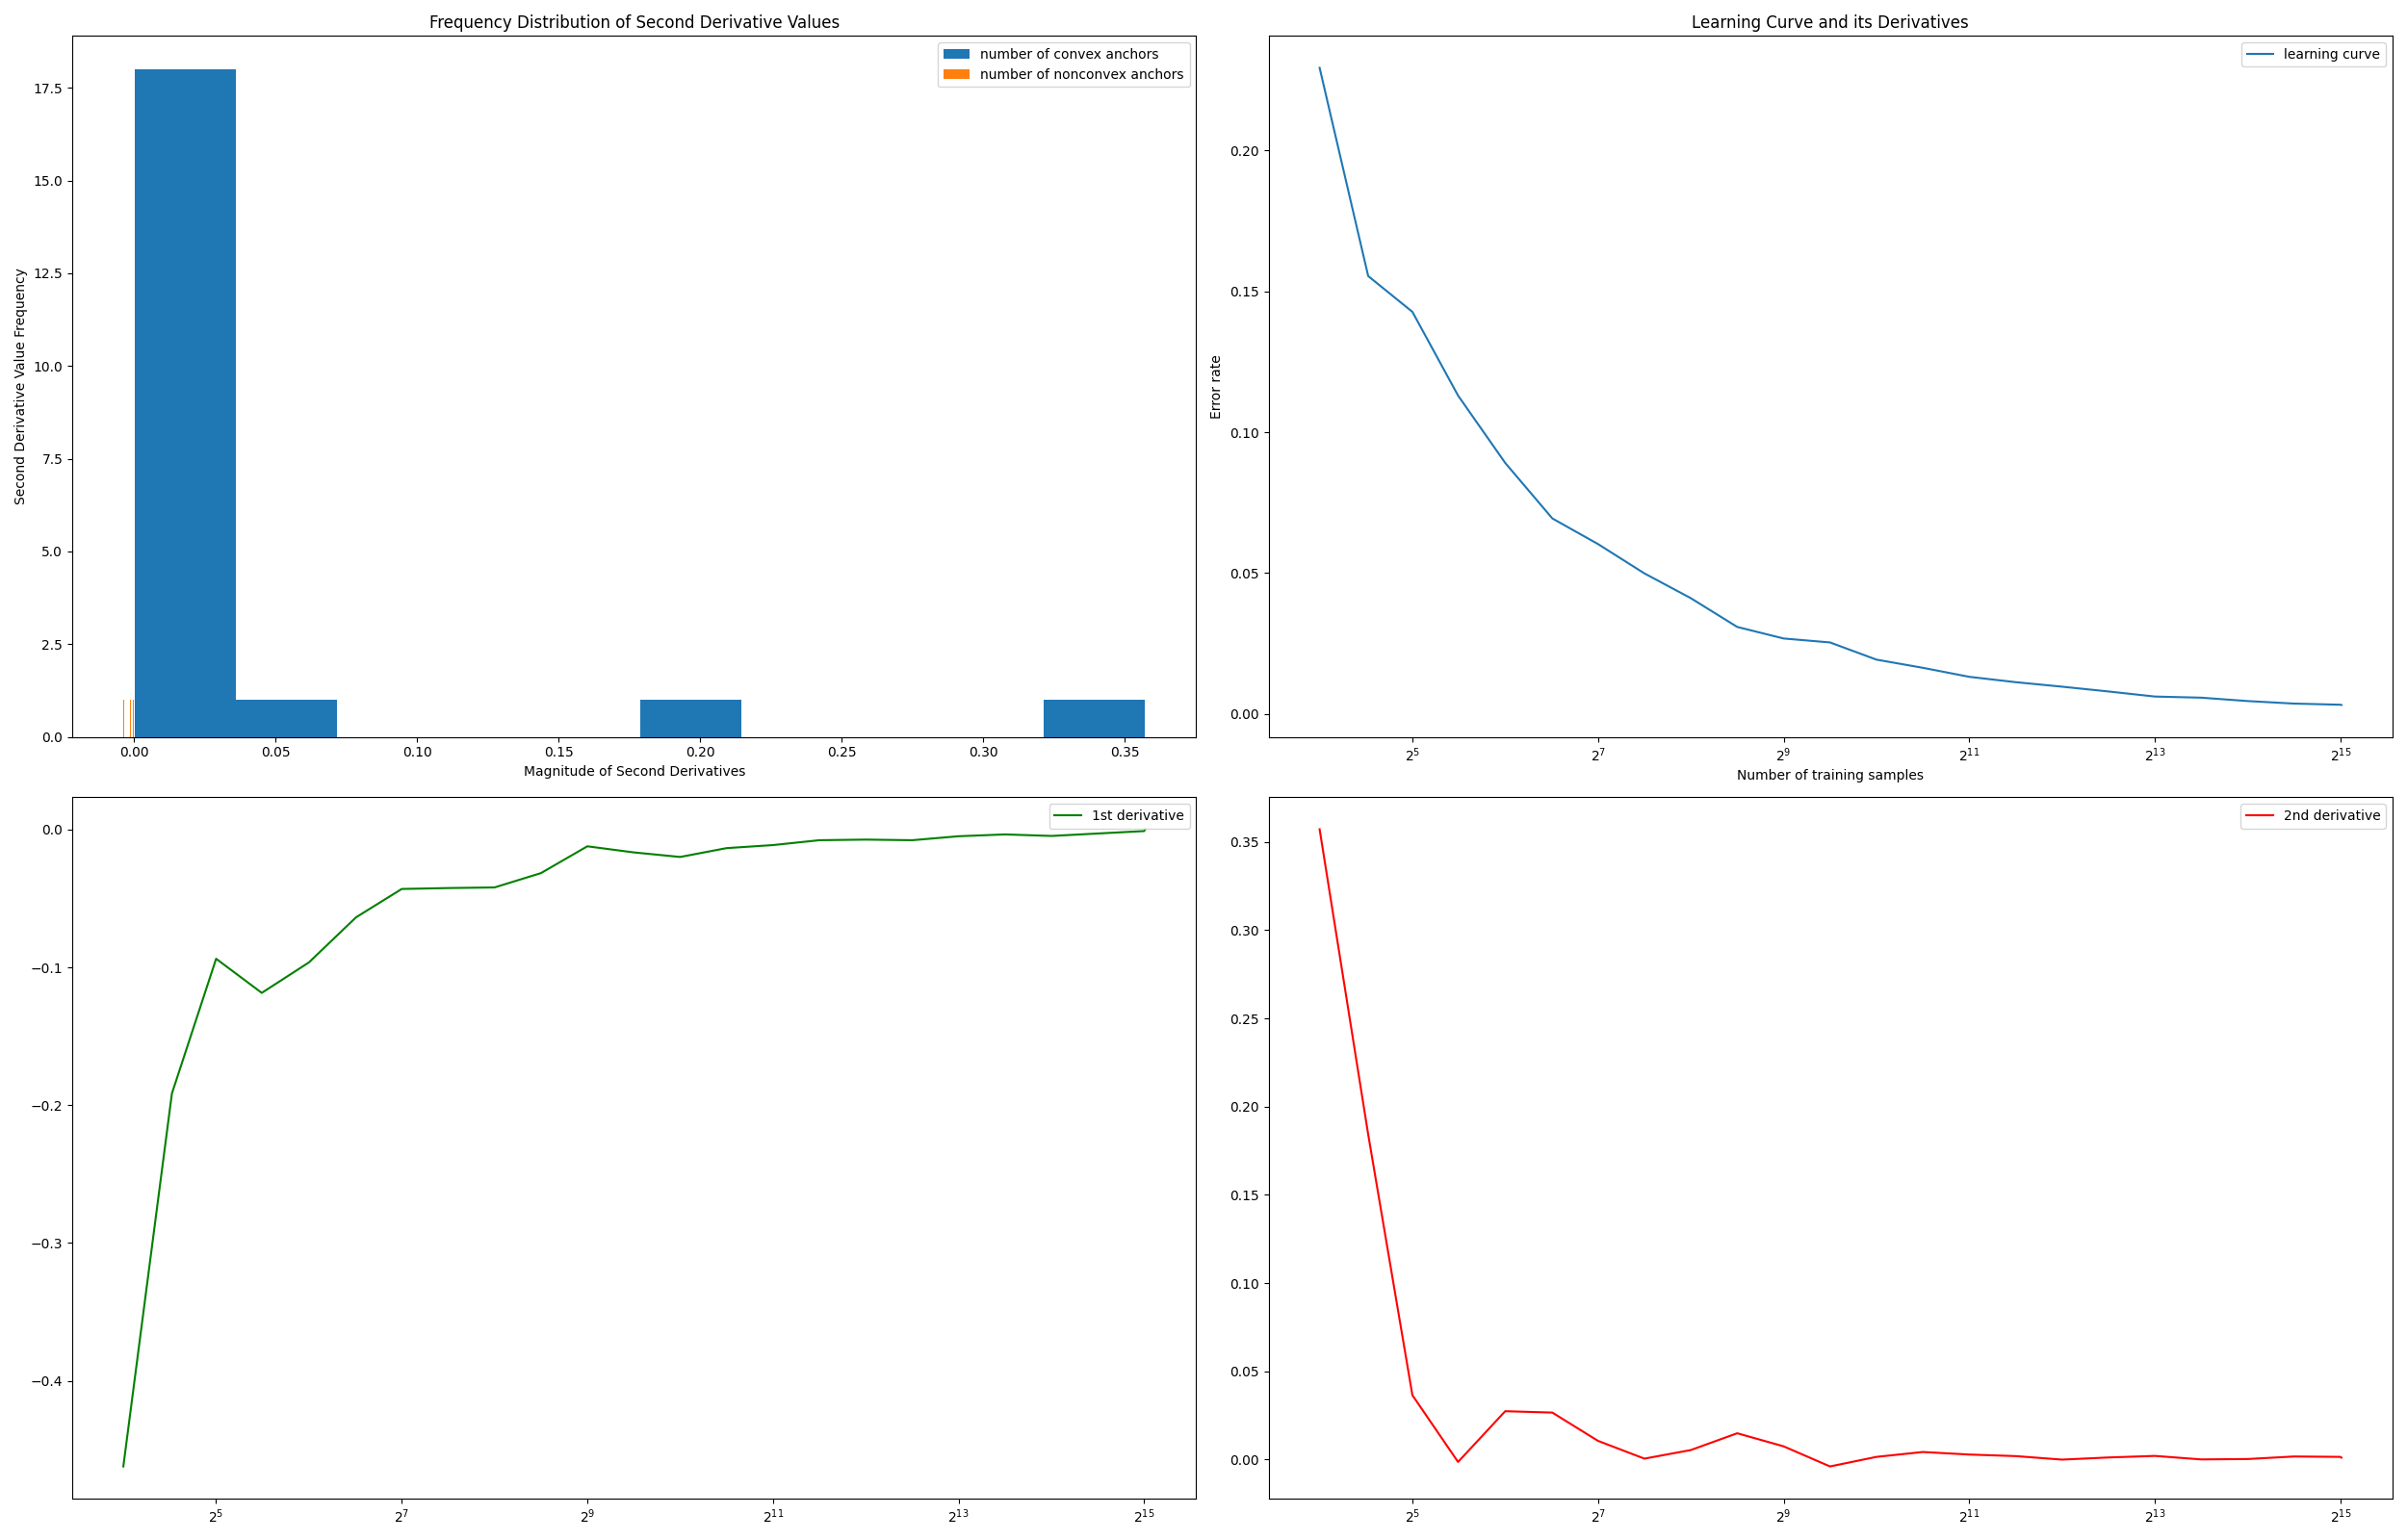 Frequency Distribution of Second Derivative Values
number of convex anchors
number of nonconvex anchors
17.5
15.0
12.5
10.0
7.5
5.0
2.5
0.0
Second Derivative Value Frequency
0.00 0.05 0.10 0.15 0.20 0.25 0.30 0.35
Magnitude of Second Derivatives
Learning Curve and its Derivatives
learning curve
0.20
0.15
0.10
0.05
0.00
Error rate
2^5 2^7 2^9 2^11 2^13 2^15
Number of training samples
1st derivative
0.0
−0.1
−0.2
−0.3
−0.4
2^5 2^7 2^9 2^11 2^13 2^15
2nd derivative
0.35
0.30
0.25
0.20
0.15
0.10
0.05
0.00
2^5 2^7 2^9 2^11 2^13 2^15